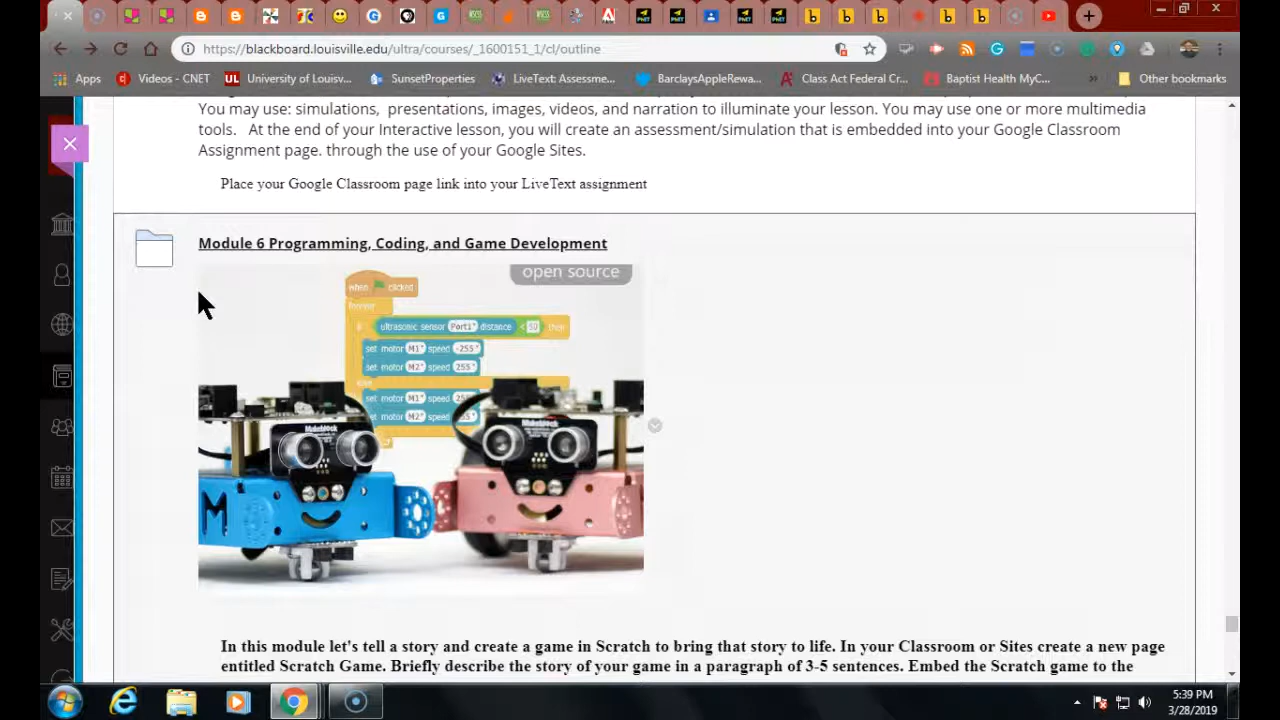 https://blackboard.louisville.edu/ultra/courses/_1600151_1/cl/outline
Apps
Videos - CNET
UL University of Louisv...
SunsetProperties
LiveText: Assessme...
BarclaysAppleRewa...
Class Act Federal Cr...
Baptist Health MyC...
»
Other bookmarks
You may use: simulations, presentations, images, videos, and narration to illuminate your lesson. You may use one or more multimedia
tools. At the end of your Interactive lesson, you will create an assessment/simulation that is embedded into your Google Classroom
Assignment page. through the use of your Google Sites.
Place your Google Classroom page link into your LiveText assignment
Module 6 Programming, Coding, and Game Development
open source
when clicked
forever
if ultrasonic sensor Port1 distance < 50 then
set motor M1 speed -255
set motor M2 speed 255
else
set motor M1 speed
set motor M2 speed
Makeblock
Makeblock
M
In this module let's tell a story and create a game in Scratch to bring that story to life. In your Classroom or Sites create a new page
entitled Scratch Game. Briefly describe the story of your game in a paragraph of 3-5 sentences. Embed the Scratch game to the
5:39 PM
3/28/2019